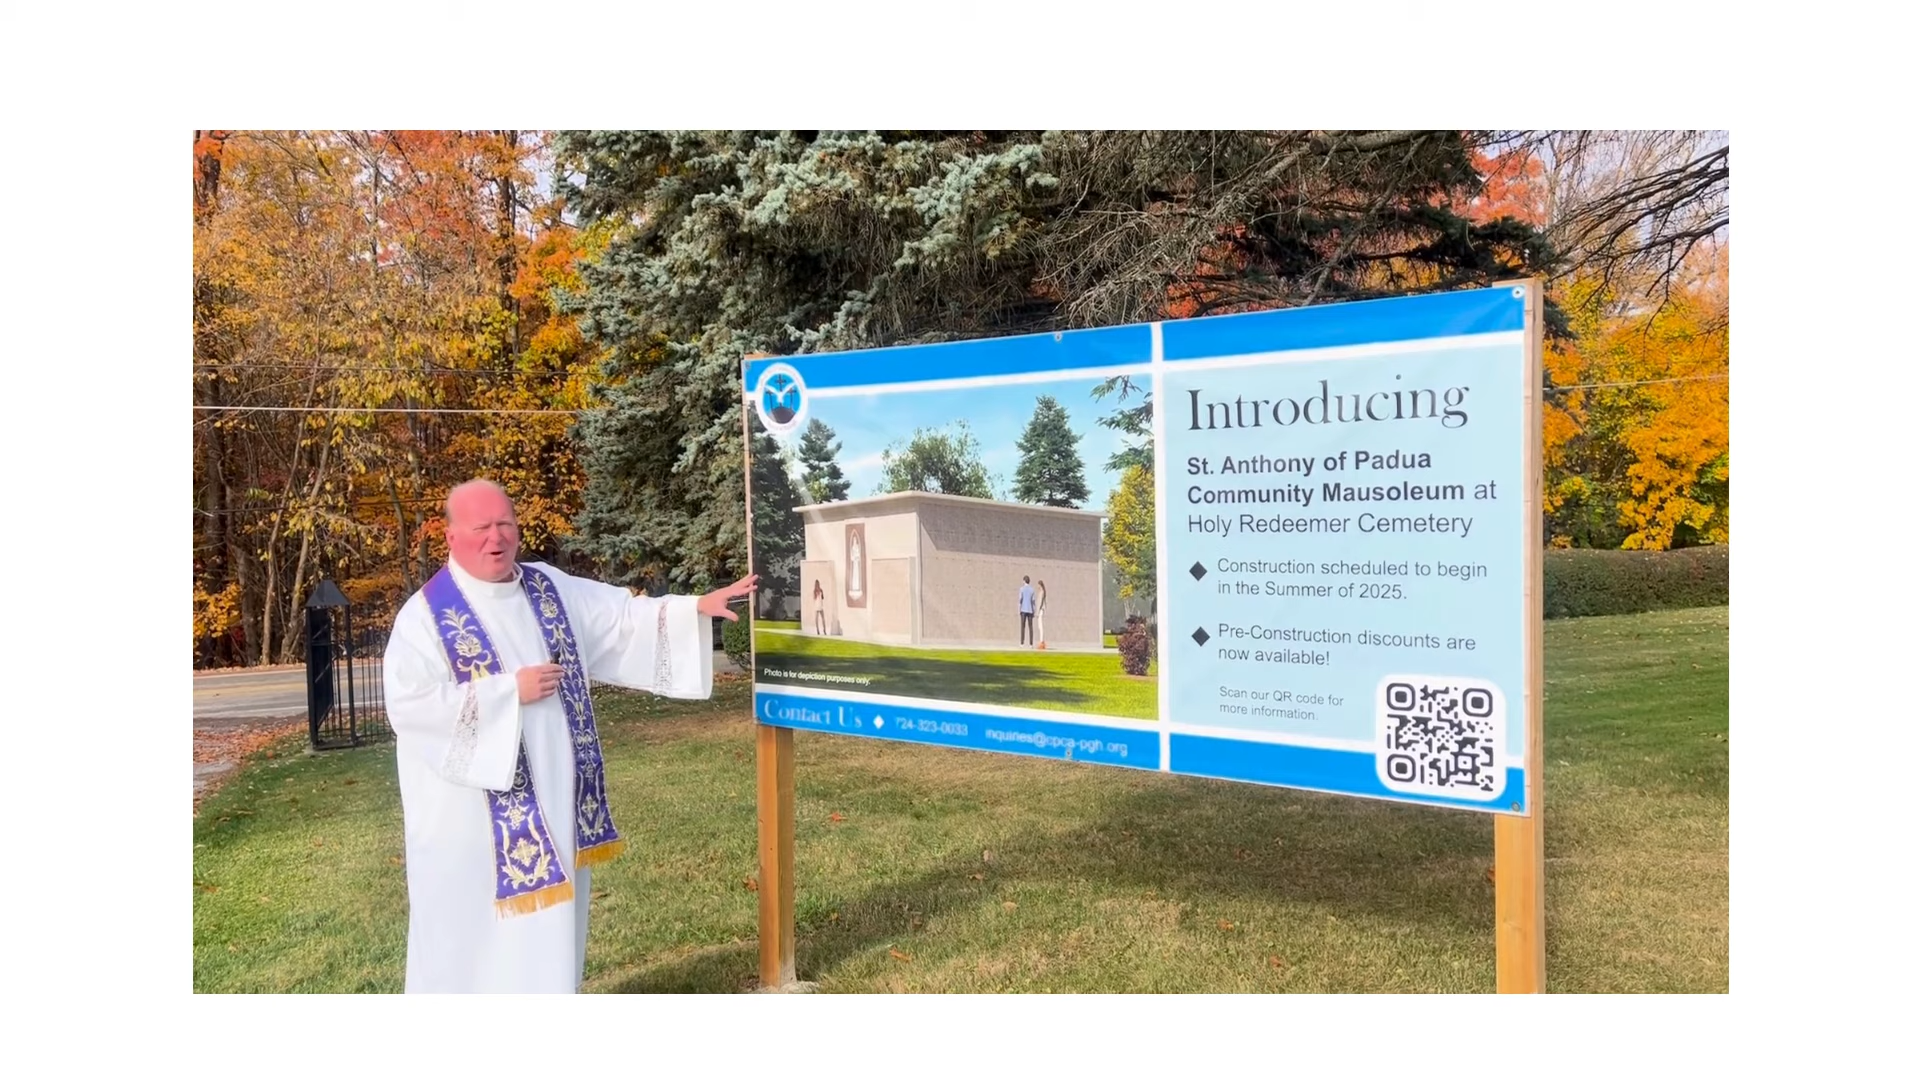 Introducing
St. Anthony of Padua
Community Mausoleum at
Holy Redeemer Cemetery
◆ Construction scheduled to begin
in the Summer of 2025.
◆ Pre-Construction discounts are
now available!
Scan our QR code for
more information.
Photo is for depiction purposes only.
Contact Us ◆ 724-323-0033 inquiries@cpca-pgh.org